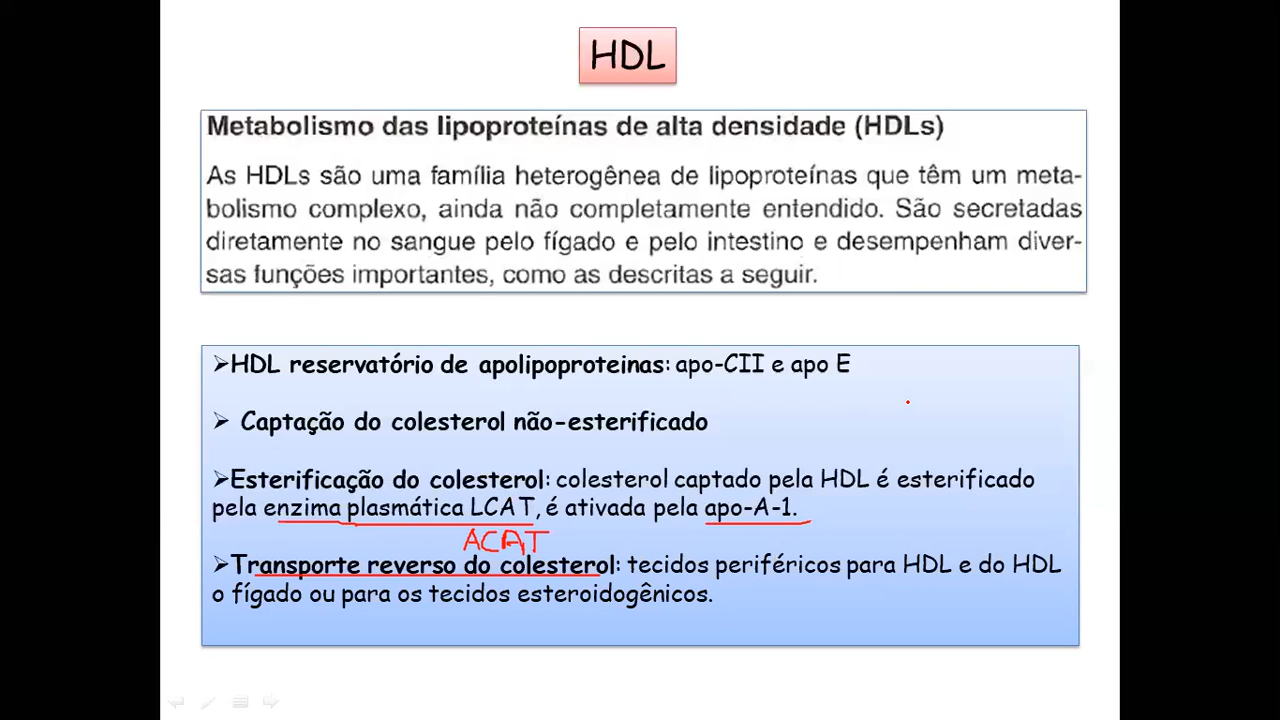 HDL
Metabolismo das lipoproteínas de alta densidade (HDLs)
As HDLs são uma família heterogênea de lipoproteínas que têm um meta-
bolismo complexo, ainda não completamente entendido. São secretadas
diretamente no sangue pelo fígado e pelo intestino e desempenham diver-
sas funções importantes, como as descritas a seguir.
➢HDL reservatório de apolipoproteinas: apo-CII e apo E
➢ Captação do colesterol não-esterificado
➢Esterificação do colesterol: colesterol captado pela HDL é esterificado
pela enzima plasmática LCAT, é ativada pela apo-A-1.
ACAT
➢Transporte reverso do colesterol: tecidos periféricos para HDL e do HDL
o fígado ou para os tecidos esteroidogênicos.